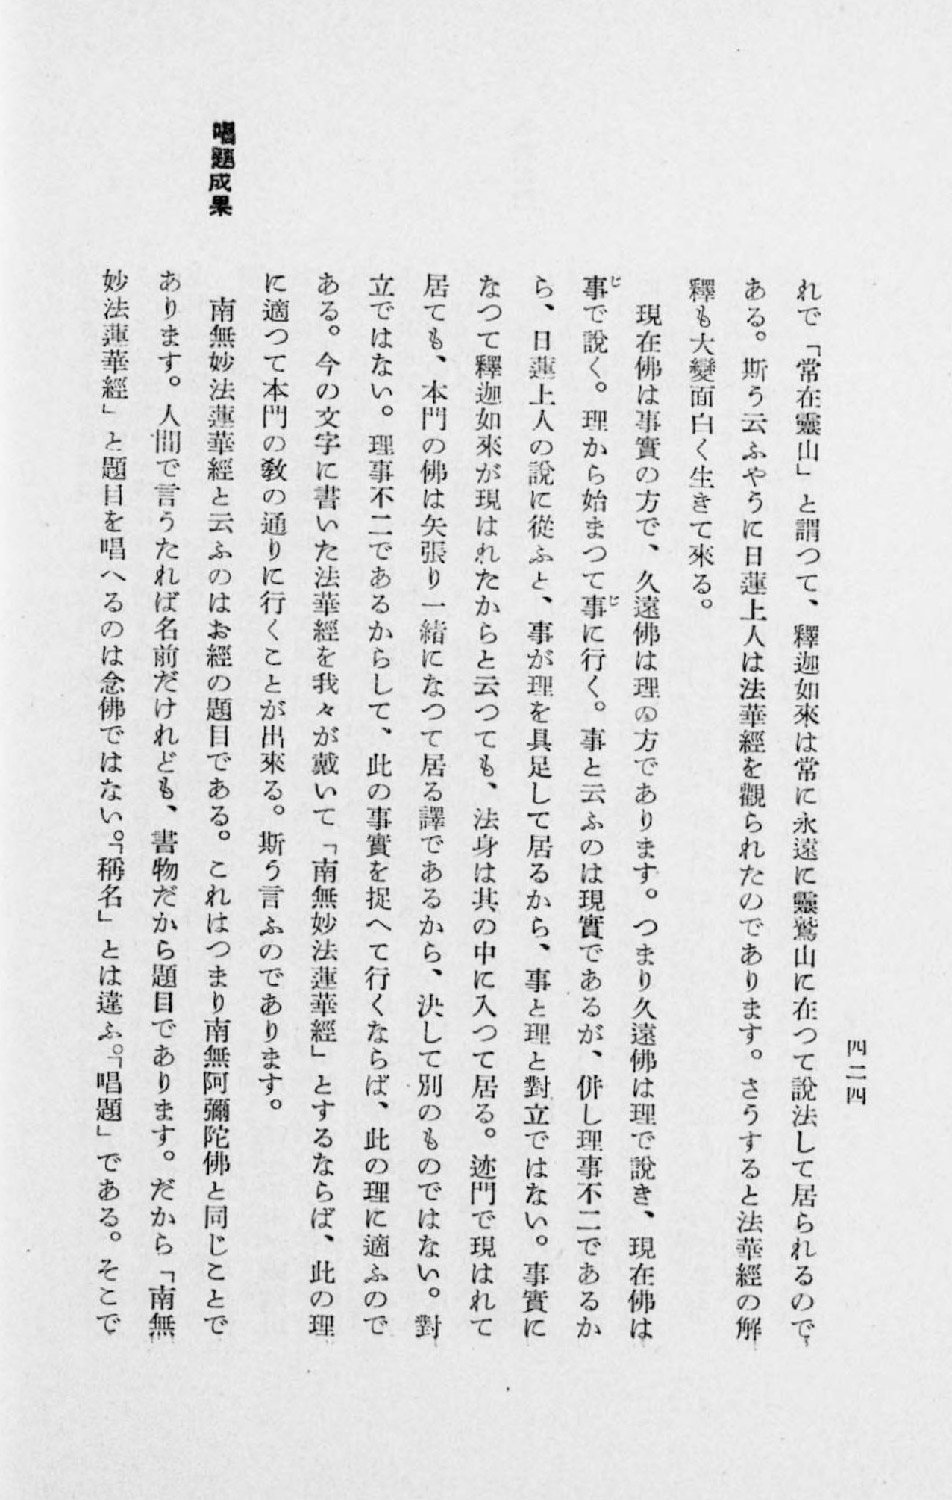 四二四
れで「常在靈山」と謂つて、釋迦如來は常に永遠に靈鷲山に在つて說法して居られるので
ある。斯う云ふやうに日蓮上人は法華經を觀られたのであります。さうすると法華經の解
釋も大變面白く生きて來る。
現在佛は事實の方で、久遠佛は理の方であります。つまり久遠佛は理で說き、現在佛は
事で說く。理から始まつて事に行く。事と云ふのは現實であるが、併し理事不二であるか
じ
じ
ら、日蓮上人の說に從ふと、事が理を具足して居るから、事と理と對立ではない。事實に
なつて釋迦如來が現はれたからと云つても、法身は其の中に入つて居る。迹門で現はれて
居ても、本門の佛は矢張り一緒になつて居る譯であるから、決して別のものではない。對
立ではない。理事不二であるからして、此の事實を捉へて行くならば、此の理に適ふので
ある。今の文字に書いた法華經を我々が戴いて「南無妙法蓮華經」とするならば、此の理
に適つて本門の敎の通りに行くことが出來る。斯う言ふのであります。
唱題成果
南無妙法蓮華經と云ふのはお經の題目である。これはつまり南無阿彌陀佛と同じことで
あります。人間で言うたれば名前だけれども、書物だから題目であります。だから「南無
妙法蓮華經」と題目を唱へるのは念佛ではない。「稱名」とは違ふ。「唱題」である。そこで